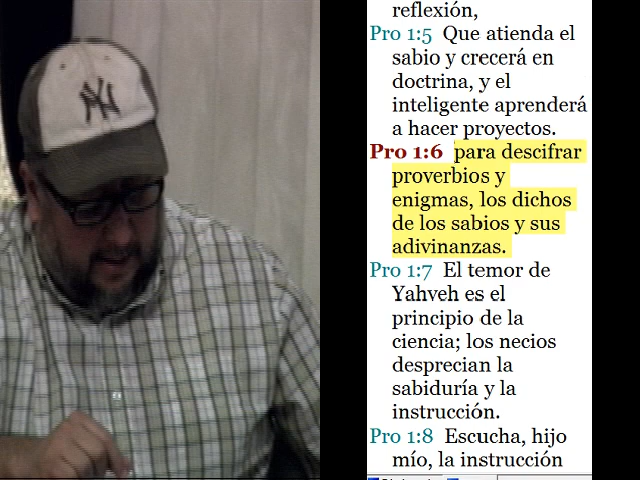 NY
reflexión,
Pro 1:5 Que atienda el
sabio y crecerá en
doctrina, y el
inteligente aprenderá
a hacer proyectos.
Pro 1:6 para descifrar
proverbios y
enigmas, los dichos
de los sabios y sus
adivinanzas.
Pro 1:7 El temor de
Yahveh es el
principio de la
ciencia; los necios
desprecian la
sabiduría y la
instrucción.
Pro 1:8 Escucha, hijo
mío, la instrucción